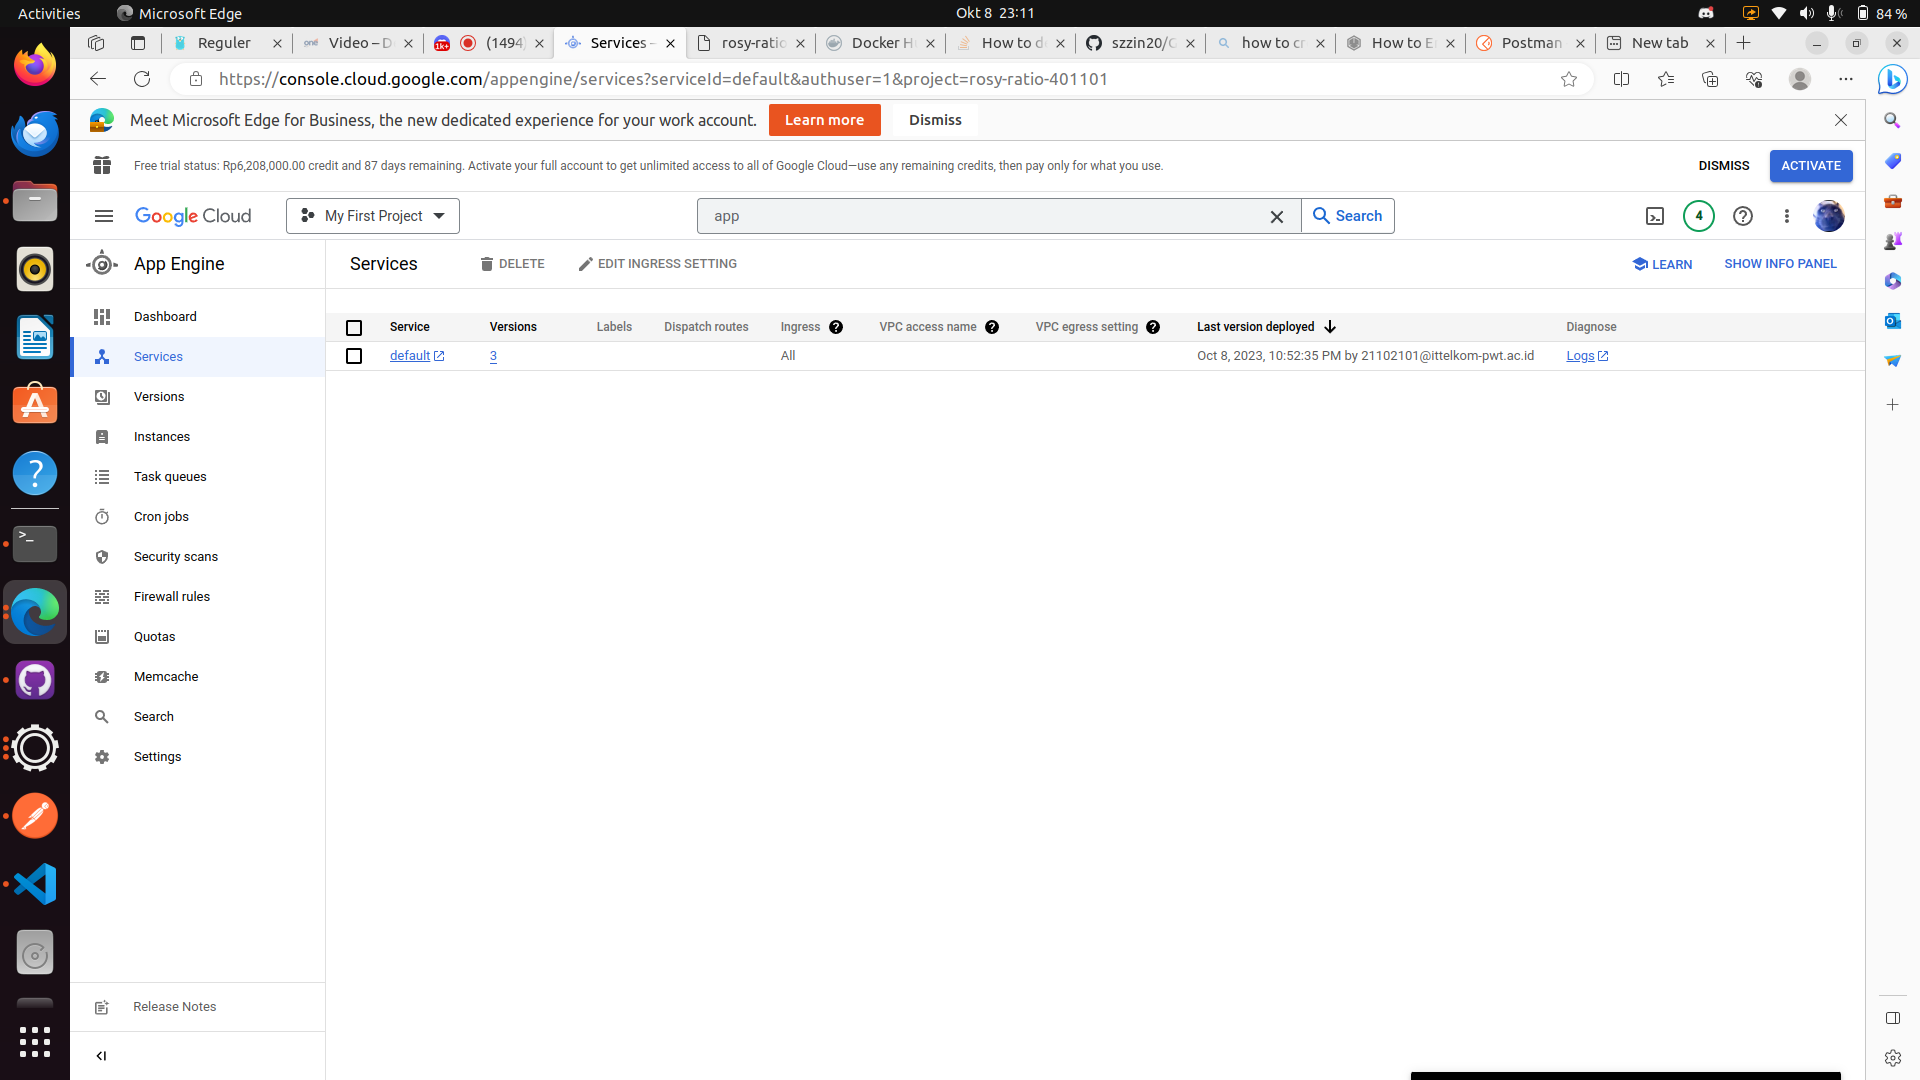 Activities
Microsoft Edge
Okt 8 23:11
84 %
Reguler
Video – D
1k+
(1494)
Services –
rosy-ratio
Docker H
How to d
szzin20/G
how to cr
How to E
Postman
New tab
https://console.cloud.google.com/appengine/services?serviceId=default&authuser=1&project=rosy-ratio-401101
Meet Microsoft Edge for Business, the new dedicated experience for your work account.
Learn more
Dismiss
Free trial status: Rp6,208,000.00 credit and 87 days remaining. Activate your full account to get unlimited access to all of Google Cloud—use any remaining credits, then pay only for what you use.
DISMISS
ACTIVATE
Google Cloud
My First Project
app
Search
4
App Engine
Services
DELETE
EDIT INGRESS SETTING
LEARN
SHOW INFO PANEL
Dashboard
Services
Versions
Instances
Task queues
Cron jobs
Security scans
Firewall rules
Quotas
Memcache
Search
Settings
Release Notes
Service
Versions
Labels
Dispatch routes
Ingress
VPC access name
VPC egress setting
Last version deployed
Diagnose
default
3
All
Oct 8, 2023, 10:52:35 PM by 21102101@ittelkom-pwt.ac.id
Logs